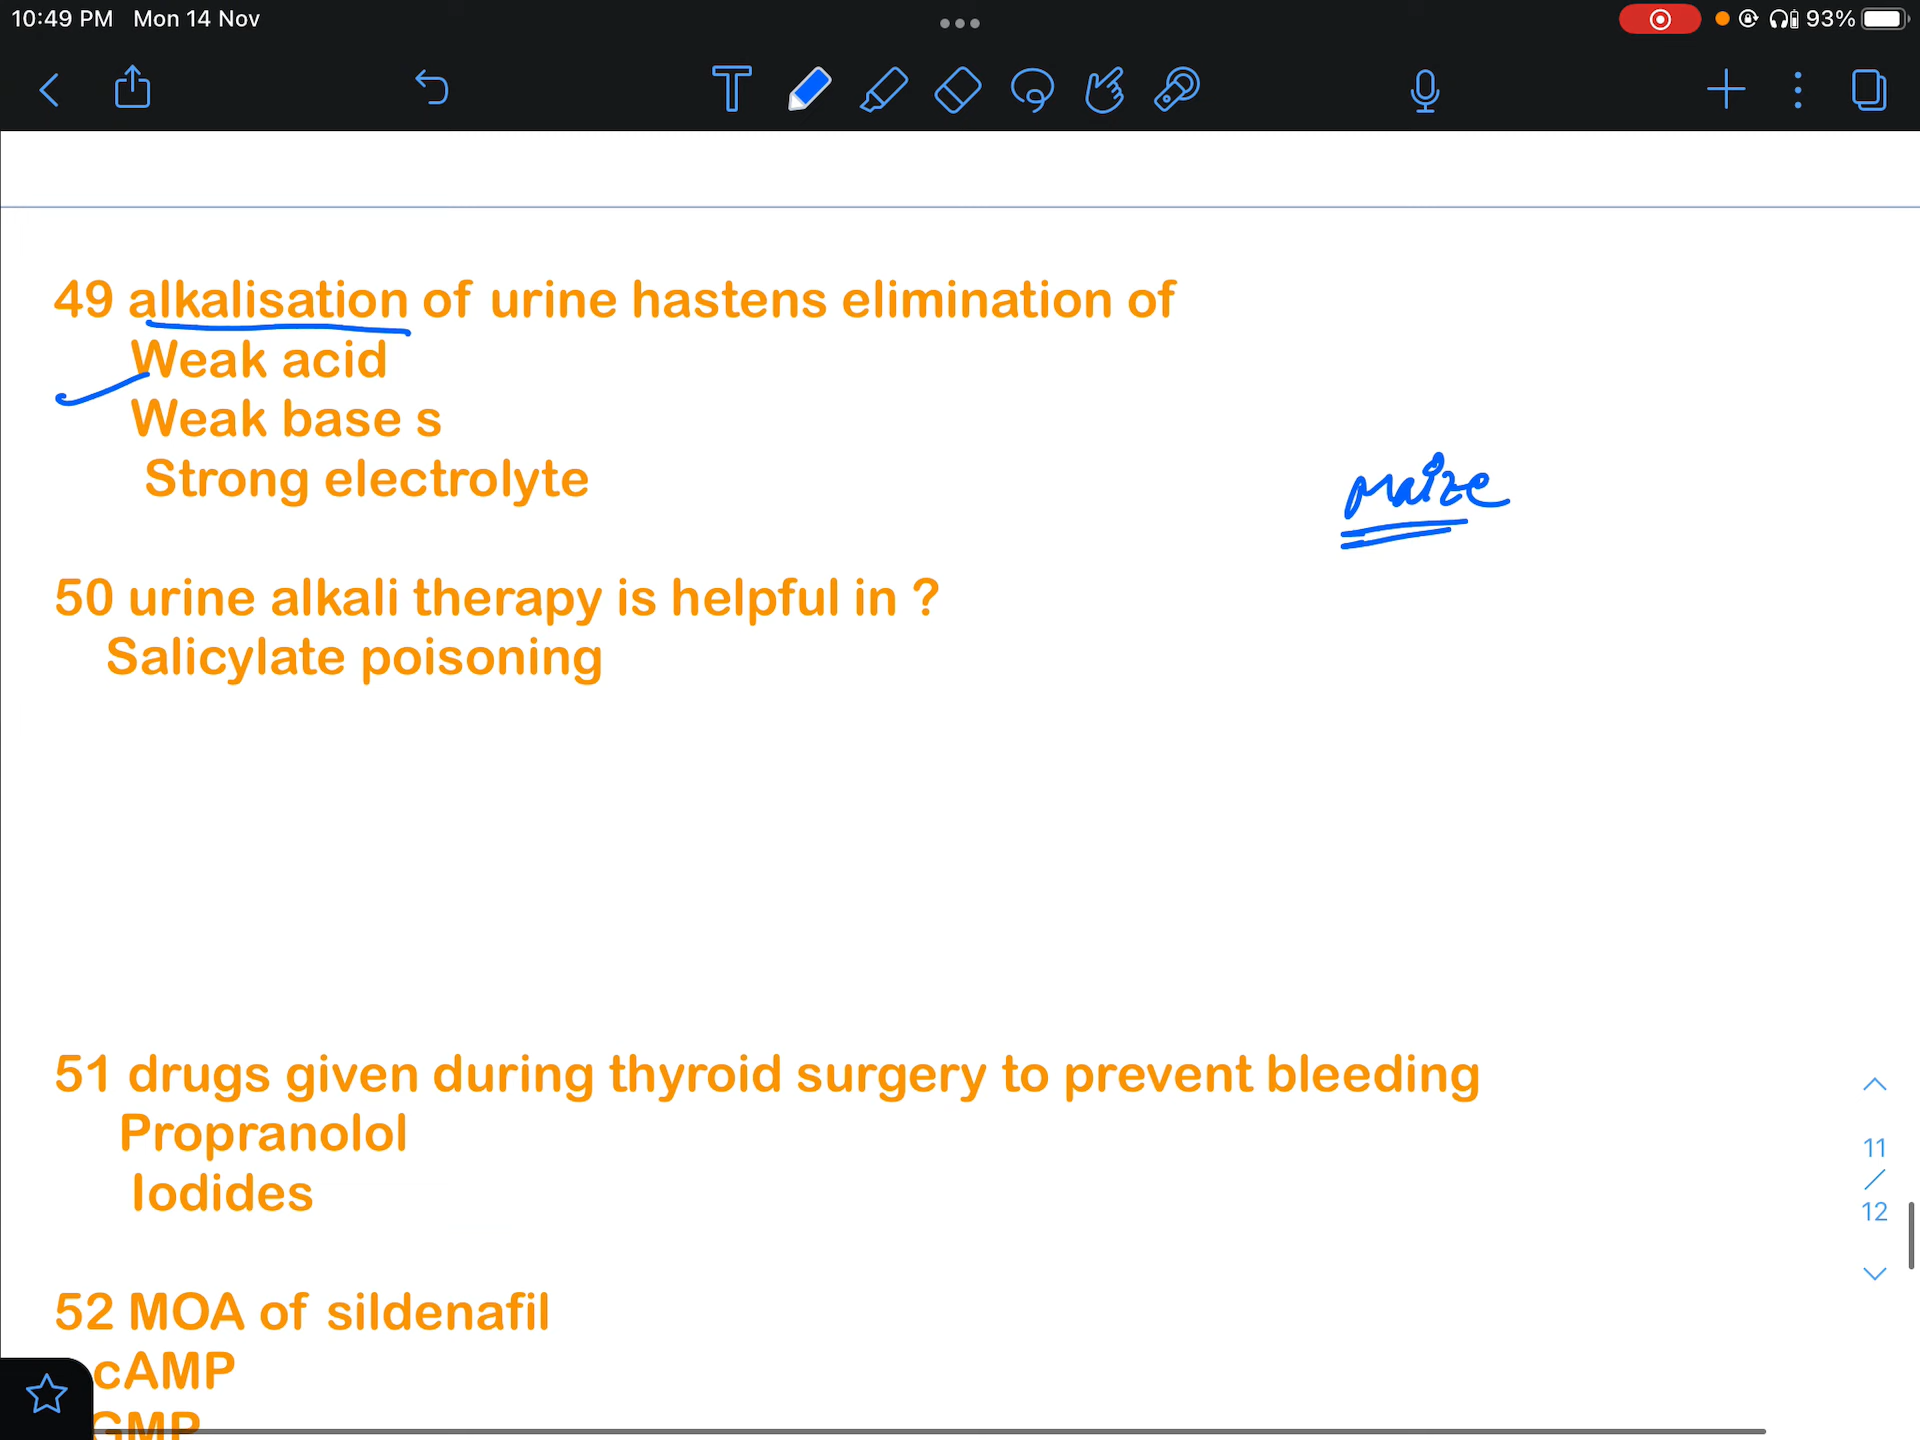 10:49 PM Mon 14 Nov
93%
49 alkalisation of urine hastens elimination of
Weak acid
Weak base s
Strong electrolyte
Maize
50 urine alkali therapy is helpful in ?
Salicylate poisoning
51 drugs given during thyroid surgery to prevent bleeding
Propranolol
Iodides
11
/
12
52 MOA of sildenafil
cAMP
GMP